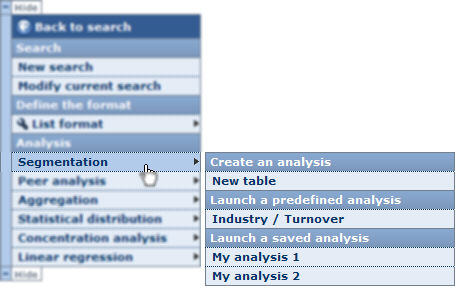 Hide
Back to search
Search
New search
Modify current search
Define the format
List format
Analysis
Segmentation
Peer analysis
Aggregation
Statistical distribution
Concentration analysis
Linear regression
Hide
Create an analysis
New table
Launch a predefined analysis
Industry / Turnover
Launch a saved analysis
My analysis 1
My analysis 2